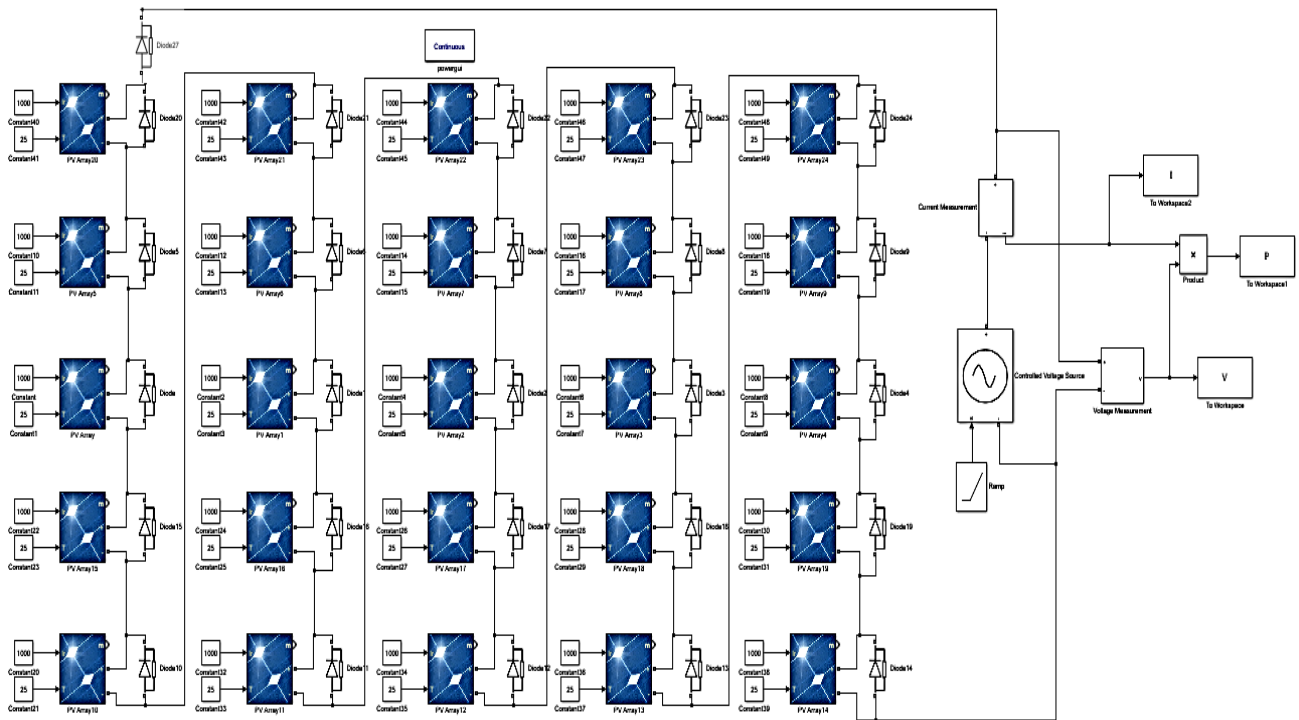 Diode27
Continuous
powergui
1000
Constant40
25
Constant41
PV Array20
Diode20
m
1000
Constant42
25
Constant43
PV Array21
Diode21
m
1000
Constant44
25
Constant45
PV Array22
Diode22
m
1000
Constant46
25
Constant47
PV Array23
Diode23
m
1000
25
Constant49
PV Array24
Diode24
m
1000
Constant10
25
Constant11
PV Array5
Diode5
m
1000
Constant12
25
Constant13
PV Array6
Diode6
m
1000
Constant14
25
Constant15
PV Array7
Diode7
m
1000
Constant16
25
Constant17
PV Array8
Diode8
m
1000
Constant18
25
Constant19
PV Array9
Diode9
m
1000
Constant
25
Constant1
PV Array
Diode
m
1000
Constant2
25
Constant3
PV Array1
Diode1
m
1000
Constant4
25
Constant5
PV Array2
Diode2
m
1000
Constant6
25
Constant7
PV Array3
Diode3
m
1000
Constant8
25
Constant9
PV Array4
Diode4
m
1000
Constant22
25
Constant23
PV Array15
Diode15
m
1000
Constant24
25
Constant25
PV Array16
Diode16
m
1000
Constant26
25
Constant27
PV Array17
Diode17
m
1000
Constant28
25
Constant29
PV Array18
Diode18
m
1000
Constant30
25
Constant31
PV Array19
Diode19
m
1000
Constant20
25
Constant21
PV Array10
Diode10
m
1000
Constant32
25
Constant33
PV Array11
Diode11
m
1000
Constant34
25
Constant35
PV Array12
Diode12
m
1000
Constant36
25
Constant37
PV Array13
Diode13
m
1000
Constant38
25
Constant39
PV Array14
Diode14
m
Current Measurement
I
To Workspace2
×
Product
P
To Workspace1
Controlled Voltage Source
v
Voltage Measurement
V
To Workspace
Ramp